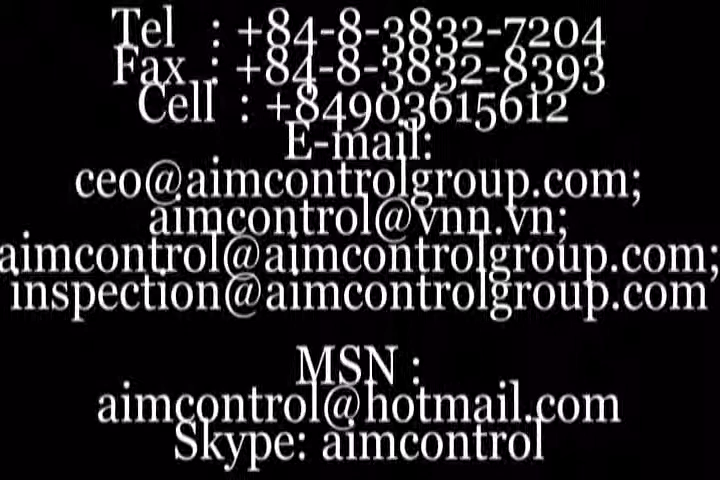 Tel : +84-8-3832-7204
Fax : +84-8-3832-8393
Cell : +84903615612
E-mail:
ceo@aimcontrolgroup.com;
aimcontrol@vnn.vn;
aimcontrol@aimcontrolgroup.com;
inspection@aimcontrolgroup.com
MSN :
aimcontrol@hotmail.com
Skype: aimcontrol